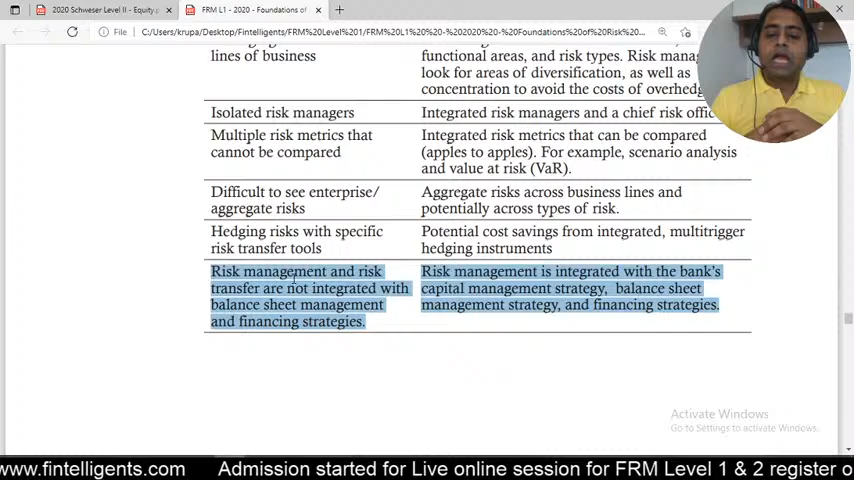 2020 Schweser Level II - Equity.p
FRM L1 - 2020 - Foundations of
File
C:/Users/krupa/Desktop/Fintelligents/FRM%20Level%201/FRM%20L1%20%20-%202020%20-%20Foundations%20of%20Risk%20...
lines of business
functional areas, and risk types. Risk manag
look for areas of diversification, as well as
concentration to avoid the costs of overhedg
Isolated risk managers
Integrated risk managers and a chief risk offic
Multiple risk metrics that
cannot be compared
Integrated risk metrics that can be compared
(apples to apples). For example, scenario analysis
and value at risk (VaR).
Difficult to see enterprise/
aggregate risks
Aggregate risks across business lines and
potentially across types of risk.
Hedging risks with specific
risk transfer tools
Potential cost savings from integrated, multitrigger
hedging instruments
Risk management and risk
transfer are not integrated with
balance sheet management
and financing strategies.
Risk management is integrated with the bank's
capital management strategy, balance sheet
management strategy, and financing strategies.
Activate Windows
Go to Settings to activate Windows.
www.fintelligents.com
Admission started for Live online session for FRM Level 1 & 2 register o